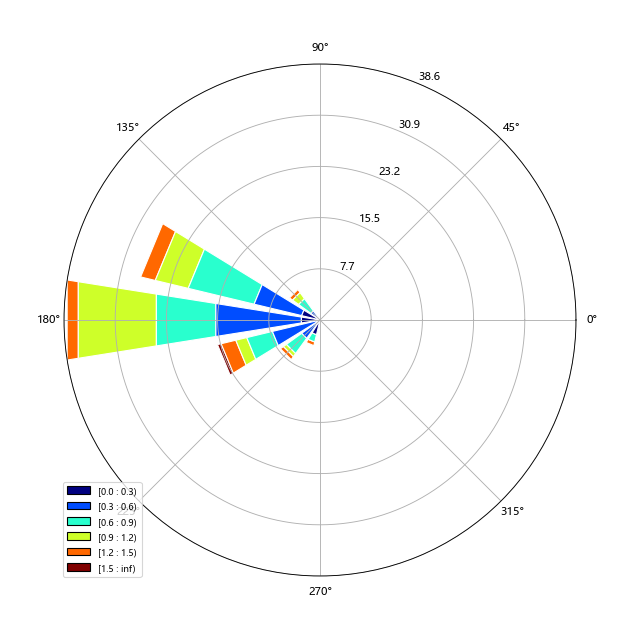 90°
38.6
135°
30.9
45°
23.2
15.5
7.7
180°
0°
[0.0 : 0.3)
[0.3 : 0.6)
[0.6 : 0.9)
225°
315°
[0.9 : 1.2)
[1.2 : 1.5)
[1.5 : inf)
270°